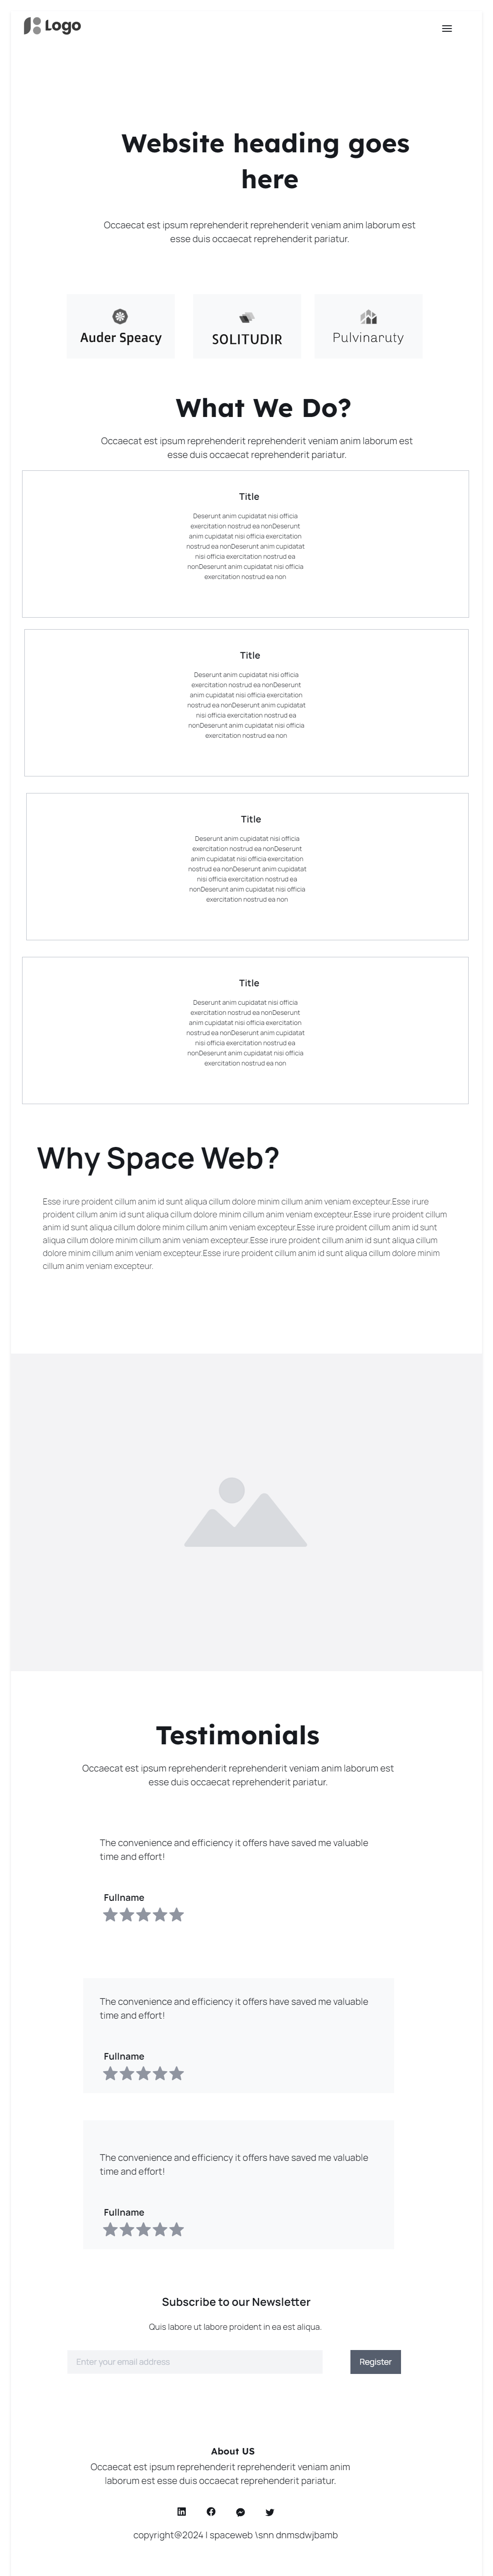 Logo
Website heading goes
here
Occaecat est ipsum reprehenderit reprehenderit veniam anim laborum est
esse duis occaecat reprehenderit pariatur.
Auder Speacy
SOLITUDIR
Pulvinaruty
What We Do?
Occaecat est ipsum reprehenderit reprehenderit veniam anim laborum est
esse duis occaecat reprehenderit pariatur.
Title
Deserunt anim cupidatat nisi officia
exercitation nostrud ea nonDeserunt
anim cupidatat nisi officia exercitation
nostrud ea nonDeserunt anim cupidatat
nisi officia exercitation nostrud ea
nonDeserunt anim cupidatat nisi officia
exercitation nostrud ea non
Title
Deserunt anim cupidatat nisi officia
exercitation nostrud ea nonDeserunt
anim cupidatat nisi officia exercitation
nostrud ea nonDeserunt anim cupidatat
nisi officia exercitation nostrud ea
nonDeserunt anim cupidatat nisi officia
exercitation nostrud ea non
Title
Deserunt anim cupidatat nisi officia
exercitation nostrud ea nonDeserunt
anim cupidatat nisi officia exercitation
nostrud ea nonDeserunt anim cupidatat
nisi officia exercitation nostrud ea
nonDeserunt anim cupidatat nisi officia
exercitation nostrud ea non
Title
Deserunt anim cupidatat nisi officia
exercitation nostrud ea nonDeserunt
anim cupidatat nisi officia exercitation
nostrud ea nonDeserunt anim cupidatat
nisi officia exercitation nostrud ea
nonDeserunt anim cupidatat nisi officia
exercitation nostrud ea non
Why Space Web?
Esse irure proident cillum anim id sunt aliqua cillum dolore minim cillum anim veniam excepteur.Esse irure
proident cillum anim id sunt aliqua cillum dolore minim cillum anim veniam excepteur.Esse irure proident cillum
anim id sunt aliqua cillum dolore minim cillum anim veniam excepteur.Esse irure proident cillum anim id sunt
aliqua cillum dolore minim cillum anim veniam excepteur.Esse irure proident cillum anim id sunt aliqua cillum
dolore minim cillum anim veniam excepteur.Esse irure proident cillum anim id sunt aliqua cillum dolore minim
cillum anim veniam excepteur.
Testimonials
Occaecat est ipsum reprehenderit reprehenderit veniam anim laborum est
esse duis occaecat reprehenderit pariatur.
The convenience and efficiency it offers have saved me valuable
time and effort!
Fullname
The convenience and efficiency it offers have saved me valuable
time and effort!
Fullname
The convenience and efficiency it offers have saved me valuable
time and effort!
Fullname
Subscribe to our Newsletter
Quis labore ut labore proident in ea est aliqua.
Enter your email address
Register
About US
Occaecat est ipsum reprehenderit reprehenderit veniam anim
laborum est esse duis occaecat reprehenderit pariatur.
copyright@2024 | spaceweb \snn dnmsdwjbamb